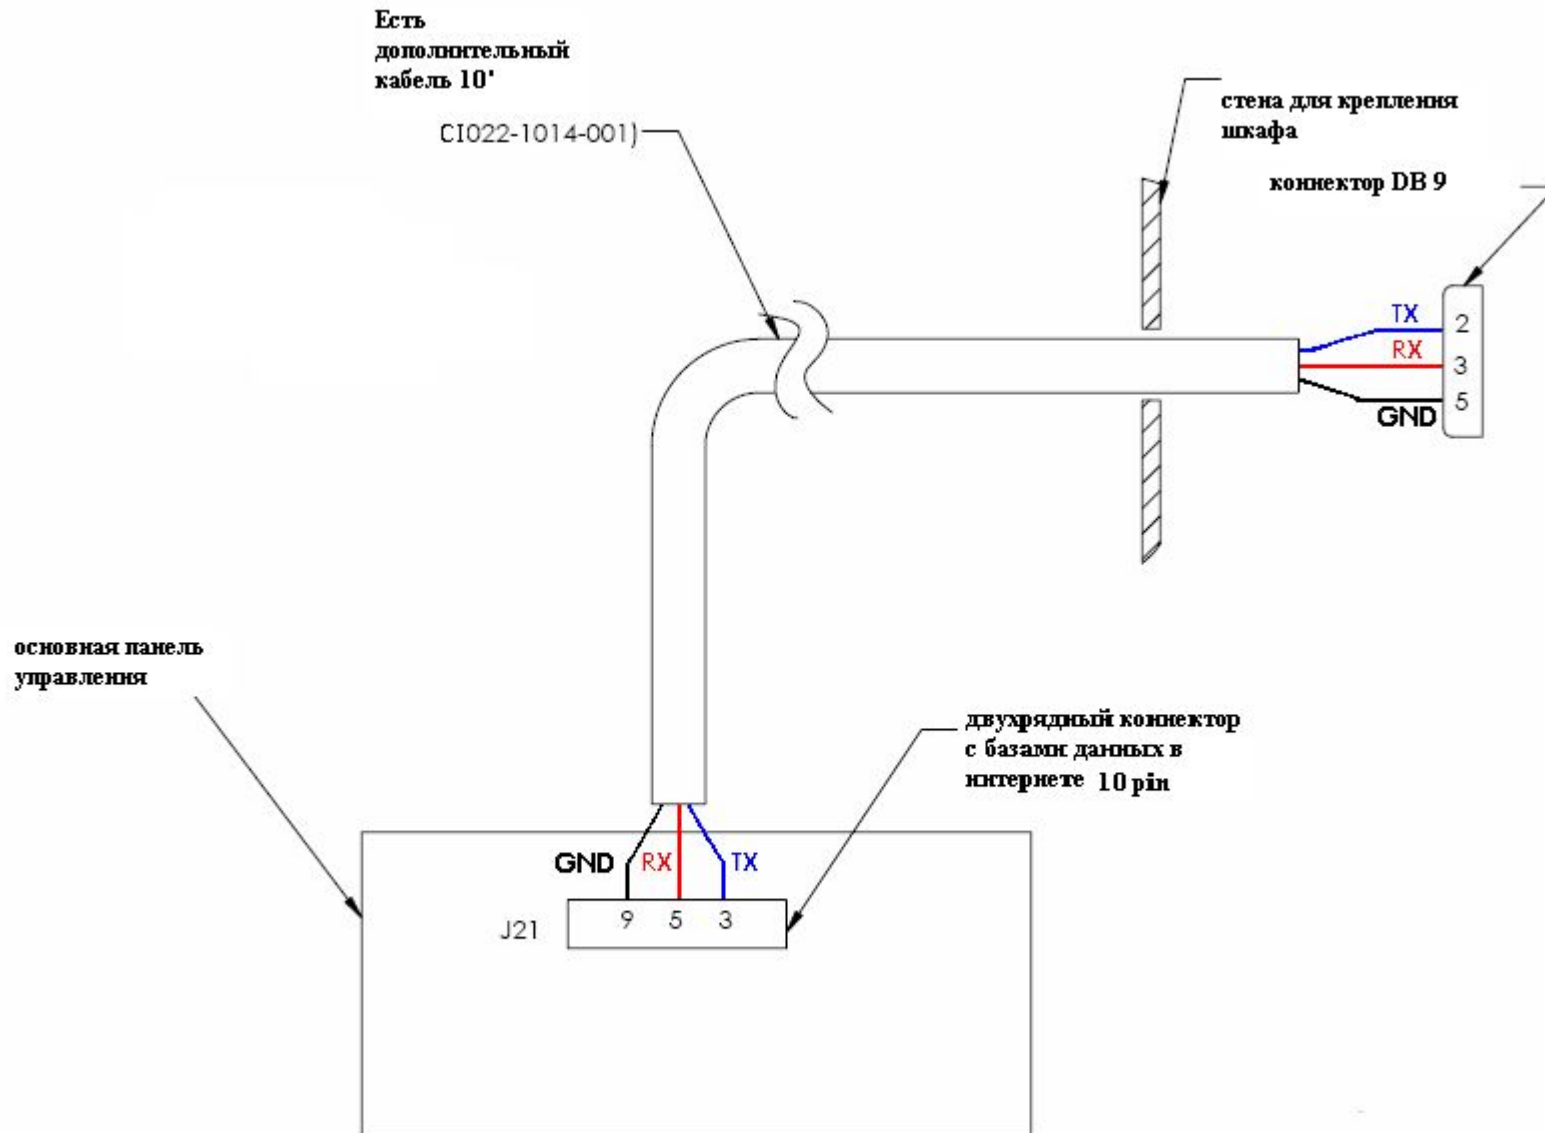 Есть
дополнительный
кабель 10'
CI022-1014-001)
стена для крепления
шкафа
коннектор DB 9
TX
2
RX
3
GND
5
основная панель
управления
двухрядный коннектор
с базами данных в
интернете 10 pin
GND RX TX
J21
9 5 3